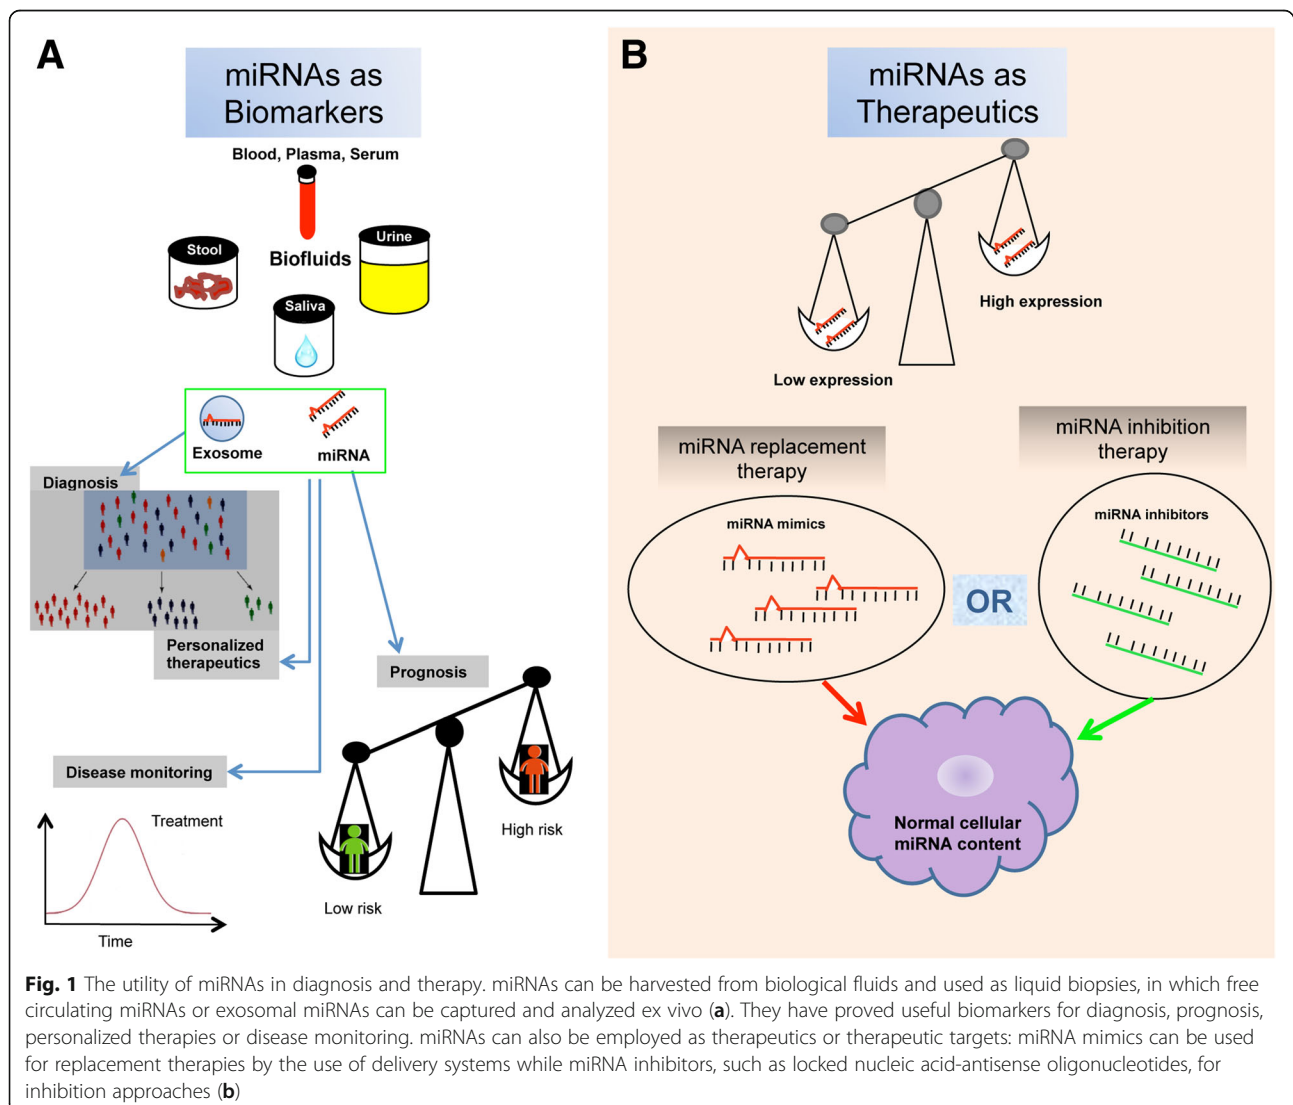 A
miRNAs as
Biomarkers
Blood, Plasma, Serum
Stool
Biofluids
Urine
Saliva
Exosome
miRNA
Diagnosis
Personalized
therapeutics
Prognosis
Disease monitoring
Treatment
Time
High risk
Low risk
B
miRNAs as
Therapeutics
High expression
Low expression
miRNA replacement
therapy
miRNA inhibition
therapy
miRNA mimics
miRNA inhibitors
OR
Normal cellular
miRNA content
Fig. 1 The utility of miRNAs in diagnosis and therapy. miRNAs can be harvested from biological fluids and used as liquid biopsies, in which free
circulating miRNAs or exosomal miRNAs can be captured and analyzed ex vivo (a). They have proved useful biomarkers for diagnosis, prognosis,
personalized therapies or disease monitoring. miRNAs can also be employed as therapeutics or therapeutic targets: miRNA mimics can be used
for replacement therapies by the use of delivery systems while miRNA inhibitors, such as locked nucleic acid-antisense oligonucleotides, for
inhibition approaches (b)